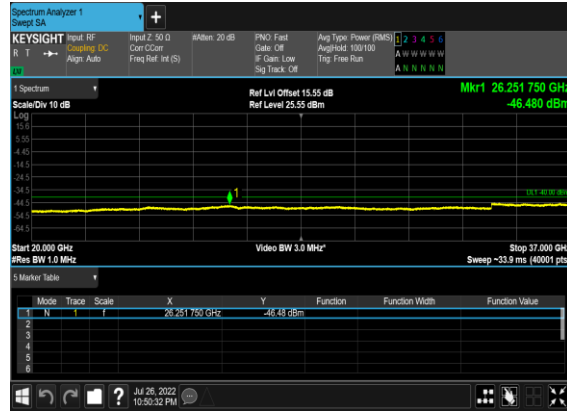 Spectrum Analyzer 1
Swept SA
+
KEYSIGHT
R T
Input: RF
Coupling: DC
Align: Auto
Input Z: 50 Ω
Corr CCorr
Freq Ref: Int (S)
#Atten: 20 dB
PNO: Fast
Gate: Off
IF Gain: Low
Sig Track: Off
Avg Type: Power (RMS)
Avg|Hold: 100/100
Trig: Free Run
1 2 3 4 5 6
A W W W W W
A N N N N N
1 Spectrum
Scale/Div 10 dB
Ref Lvl Offset 15.55 dB
Ref Level 25.55 dBm
Mkr1 26.251 750 GHz
-46.480 dBm
Log
15.6
5.55
-4.45
-14.5
-24.5
-34.5
-44.5
-54.5
-64.5
1
DL1 -40.00 dBm
Start 20.000 GHz
#Res BW 1.0 MHz
Video BW 3.0 MHz*
Stop 37.000 GHz
Sweep ~33.9 ms (40001 pts)
5 Marker Table
Mode Trace Scale X Y Function Function Width Function Value
1 N 1 f 26.251 750 GHz -46.48 dBm
2
3
4
5
6
?
Jul 26, 2022
10:50:32 PM